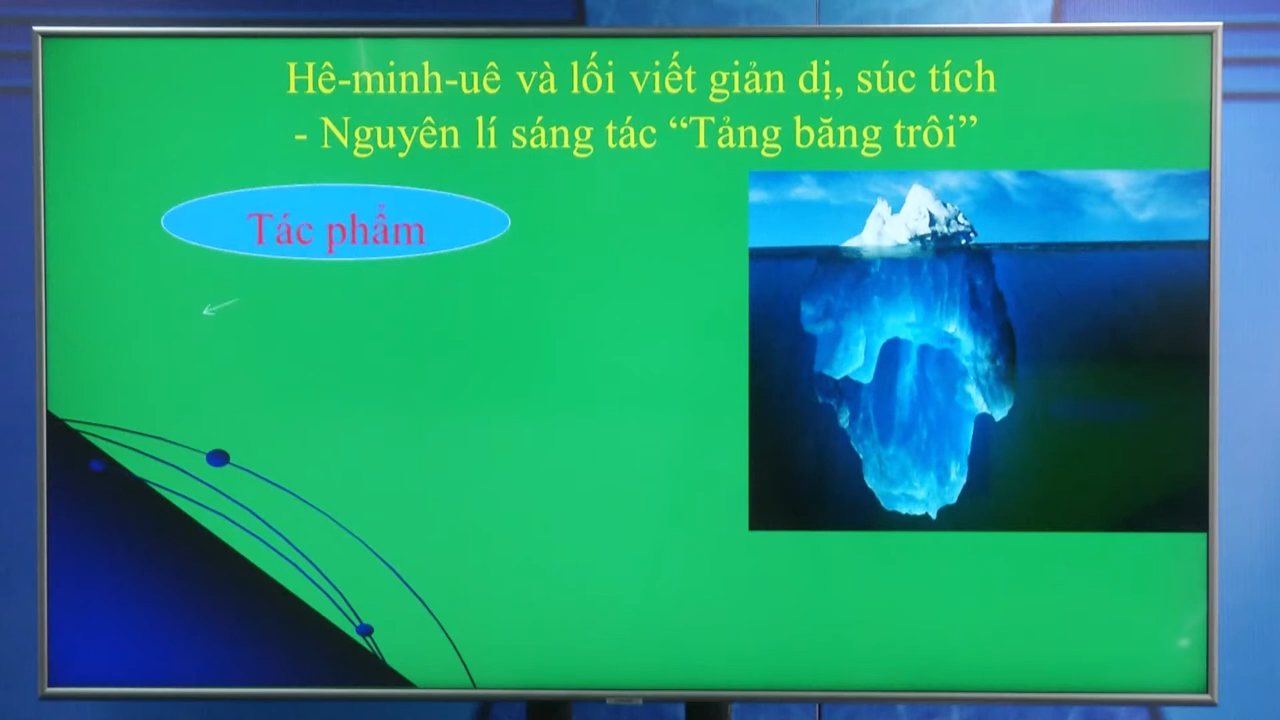 Hê-minh-uê và lối viết giản dị, súc tích
- Nguyên lí sáng tác “Tảng băng trôi”
Tác phẩm